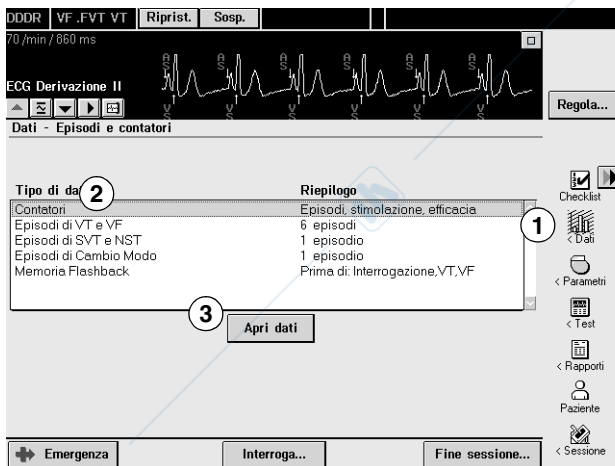 DDDR VF .FVT VT Riprist. Sosp.
70 /min / 860 ms
A S A S A S A S A S A S
ECG Derivazione II
V S V S V S V S V S V S
Regola...
Dati - Episodi e contatori
Tipo di da 2 Riepilogo
Contatori Episodi, stimolazione, efficacia
Episodi di VT e VF 6 episodi
Episodi di SVT e NST 1 episodio
Episodi di Cambio Modo 1 episodio
Memoria Flashback Prima di: Interrogazione,VT,VF
1
3 Apri dati
Checklist
< Dati
< Parametri
< Test
< Rapporti
Paziente
< Sessione
Emergenza Interroga... Fine sessione...